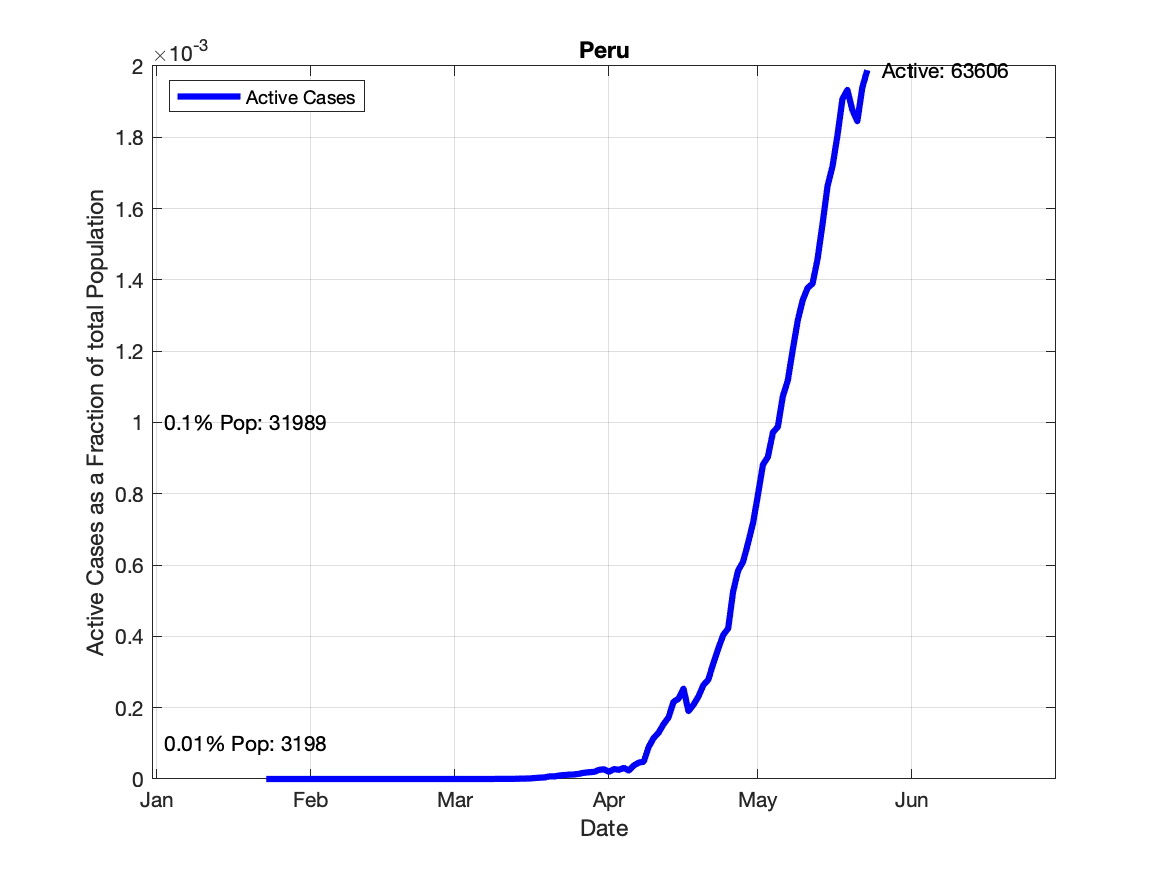 ×10-3
Peru
2
Active: 63606
Active Cases
1.8
1.6
1.4
1.2
1
0.1% Pop: 31989
0.8
0.6
0.4
0.2
0.01% Pop: 3198
0
Active Cases as a Fraction of total Population
Jan Feb Mar Apr May Jun
Date